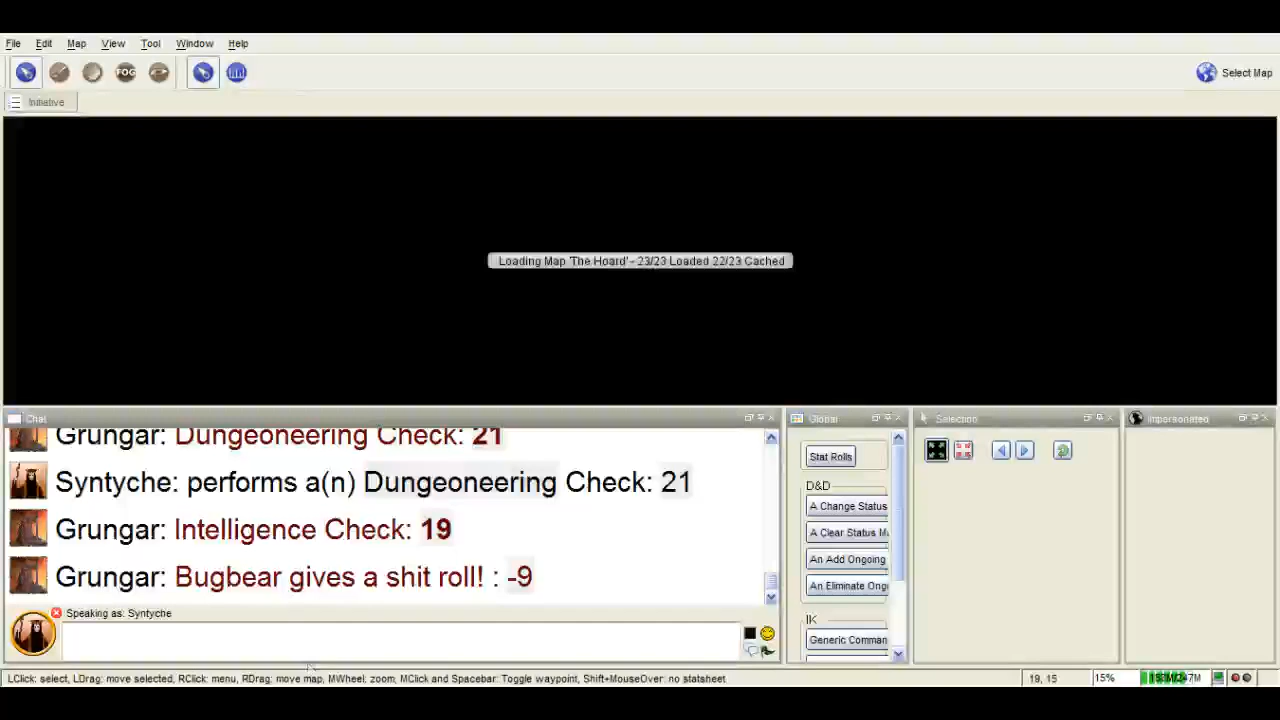 File Edit Map View Tool Window Help
FOG Select Map
Initiative
Loading Map 'The Hoard' - 23/23 Loaded 22/23 Cached
Chat
Grungar: Dungeoneering Check: 21
Syntyche: performs a(n) Dungeoneering Check: 21
Grungar: Intelligence Check: 19
Grungar: Bugbear gives a shit roll! : -9
Speaking as: Syntyche
Global
Stat Rolls
D&D
A Change Status
A Clear Status M
An Add Ongoing
An Eliminate Ong
IK
Generic Comman
Selection
Impersonated
LClick: select, LDrag: move selected, RClick: menu, RDrag: move map, MWheel: zoom, MClick and Spacebar: Toggle waypoint, Shift+MouseOver: no statsheet
19, 15 15%